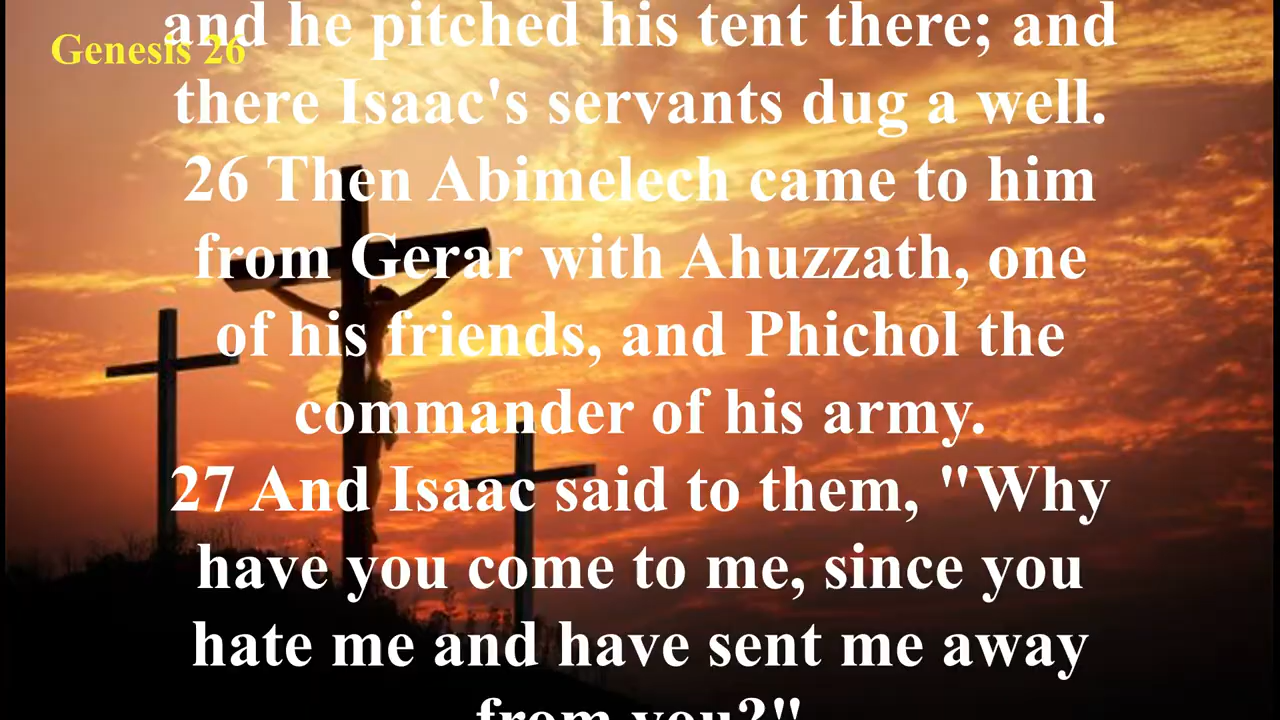 Genesis 26
and he pitched his tent there; and
there Isaac's servants dug a well.
26 Then Abimelech came to him
from Gerar with Ahuzzath, one
of his friends, and Phichol the
commander of his army.
27 And Isaac said to them, "Why
have you come to me, since you
hate me and have sent me away
from you?"